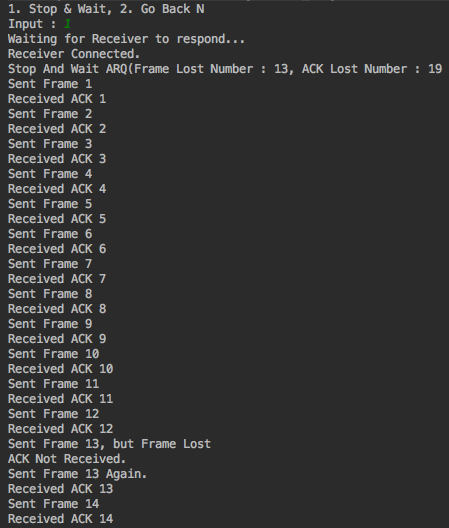 1. Stop & Wait, 2. Go Back N
Input : 1
Waiting for Receiver to respond...
Receiver Connected.
Stop And Wait ARQ(Frame Lost Number : 13, ACK Lost Number : 19
Sent Frame 1
Received ACK 1
Sent Frame 2
Received ACK 2
Sent Frame 3
Received ACK 3
Sent Frame 4
Received ACK 4
Sent Frame 5
Received ACK 5
Sent Frame 6
Received ACK 6
Sent Frame 7
Received ACK 7
Sent Frame 8
Received ACK 8
Sent Frame 9
Received ACK 9
Sent Frame 10
Received ACK 10
Sent Frame 11
Received ACK 11
Sent Frame 12
Received ACK 12
Sent Frame 13, but Frame Lost
ACK Not Received.
Sent Frame 13 Again.
Received ACK 13
Sent Frame 14
Received ACK 14